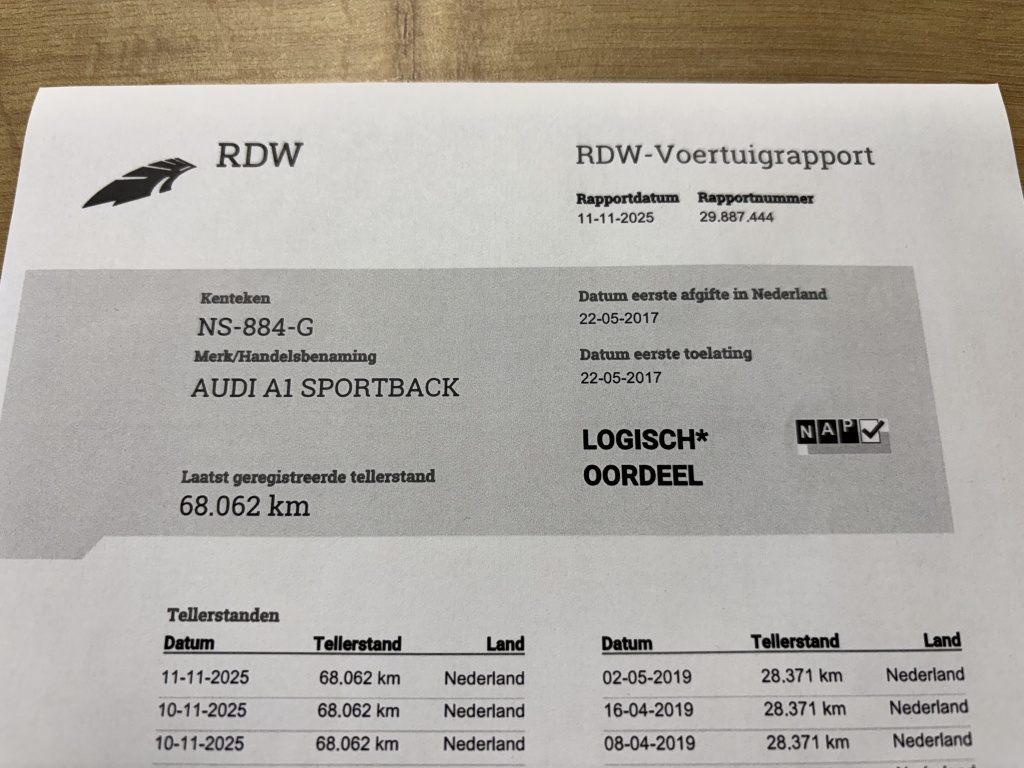 RDW
RDW-Voertuigrapport
Rapportdatum Rapportnummer
11-11-2025 29.887.444
Kenteken
NS-884-G
Merk/Handelsbenaming
AUDI A1 SPORTBACK
Laatst geregistreerde tellerstand
68.062 km
Datum eerste afgifte in Nederland
22-05-2017
Datum eerste toelating
22-05-2017
LOGISCH*
OORDEEL
NAP
Tellerstanden
Datum Tellerstand Land
11-11-2025 68.062 km Nederland
10-11-2025 68.062 km Nederland
10-11-2025 68.062 km Nederland
Datum Tellerstand Land
02-05-2019 28.371 km Nederland
16-04-2019 28.371 km Nederland
08-04-2019 28.371 km Nederland